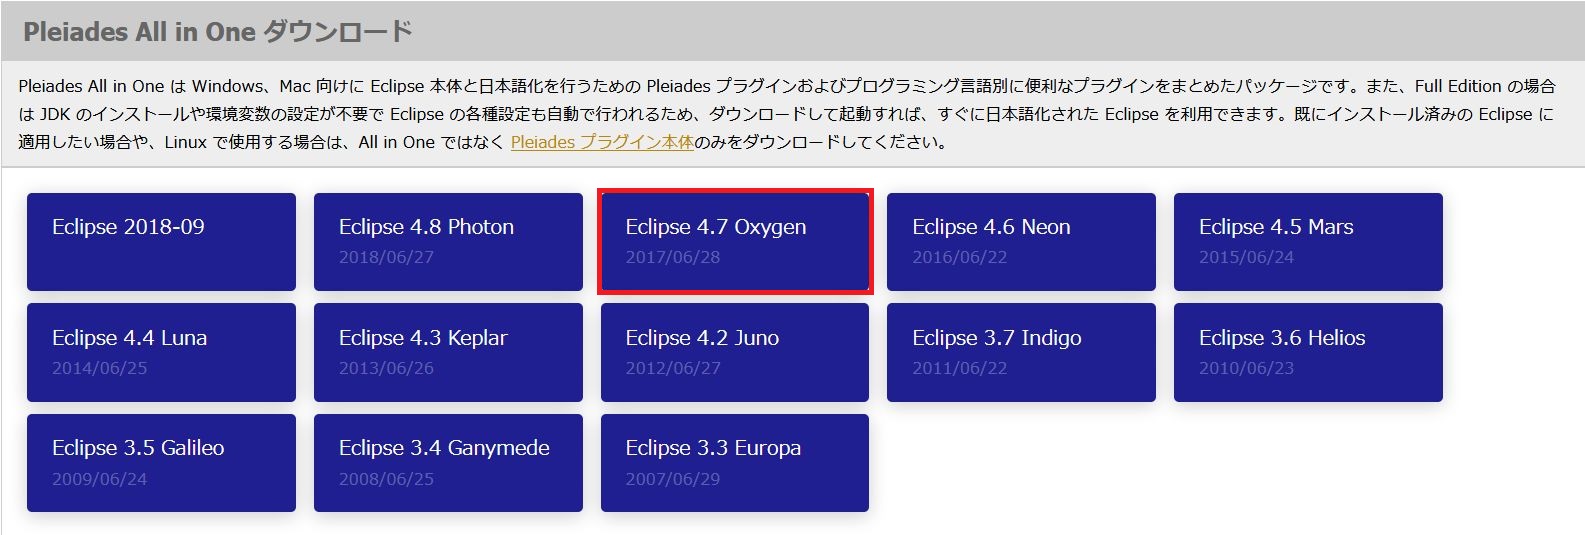 Pleiades All in One ダウンロード
Pleiades All in One は Windows、Mac 向けに Eclipse 本体と日本語化を行うための Pleiades プラグインおよびプログラミング言語別に便利なプラグインをまとめたパッケージです。また、Full Edition の場合
は JDK のインストールや環境変数の設定が不要で Eclipse の各種設定も自動で行われるため、ダウンロードして起動すれば、すぐに日本語化された Eclipse を利用できます。既にインストール済みの Eclipse に
適用したい場合や、Linux で使用する場合は、All in One ではなく Pleiades プラグイン本体のみをダウンロードしてください。
Eclipse 2018-09
Eclipse 4.8 Photon
2018/06/27
Eclipse 4.7 Oxygen
2017/06/28
Eclipse 4.6 Neon
2016/06/22
Eclipse 4.5 Mars
2015/06/24
Eclipse 4.4 Luna
2014/06/25
Eclipse 4.3 Keplar
2013/06/26
Eclipse 4.2 Juno
2012/06/27
Eclipse 3.7 Indigo
2011/06/22
Eclipse 3.6 Helios
2010/06/23
Eclipse 3.5 Galileo
2009/06/24
Eclipse 3.4 Ganymede
2008/06/25
Eclipse 3.3 Europa
2007/06/29